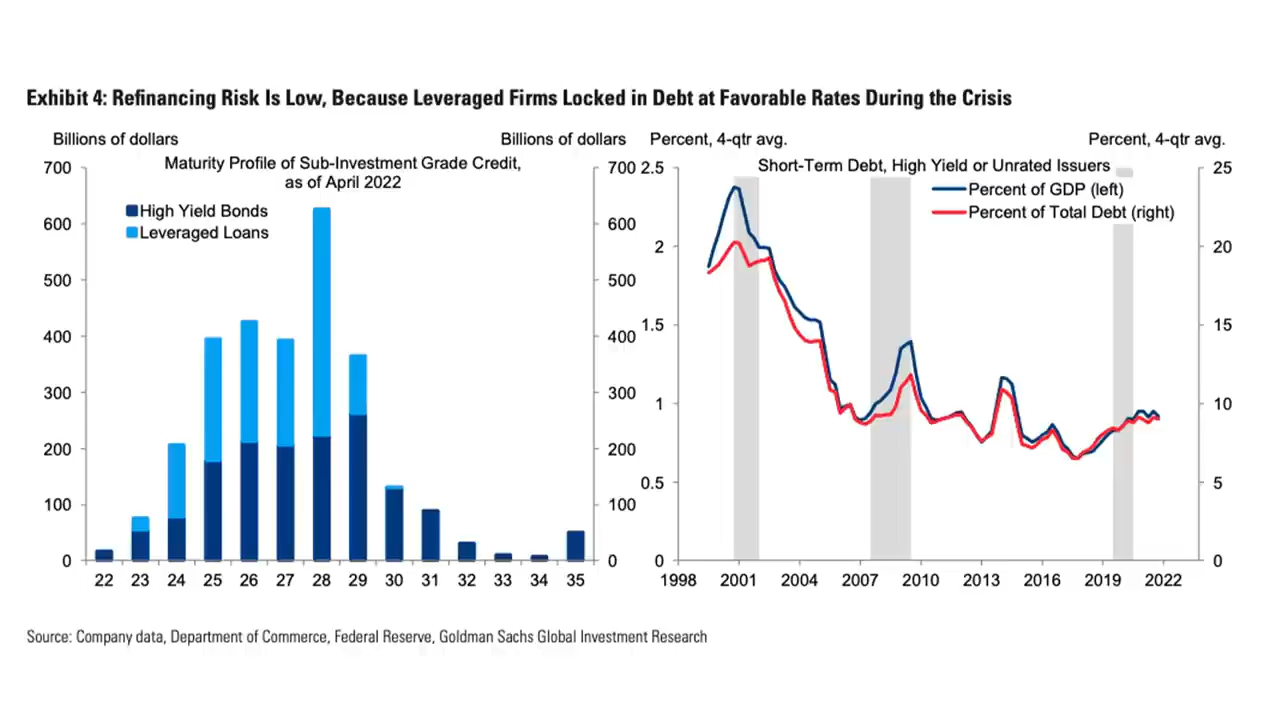 Exhibit 4: Refinancing Risk Is Low, Because Leveraged Firms Locked in Debt at Favorable Rates During the Crisis
Billions of dollars
Billions of dollars
Maturity Profile of Sub-Investment Grade Credit,
as of April 2022
High Yield Bonds
Leveraged Loans
700
600
500
400
300
200
100
0
700
600
500
400
300
200
100
0
22 23 24 25 26 27 28 29 30 31 32 33 34 35
Percent, 4-qtr avg.
Percent, 4-qtr avg.
Short-Term Debt, High Yield or Unrated Issuers
Percent of GDP (left)
Percent of Total Debt (right)
2.5
2
1.5
1
0.5
0
25
20
15
10
5
0
1998 2001 2004 2007 2010 2013 2016 2019 2022
Source: Company data, Department of Commerce, Federal Reserve, Goldman Sachs Global Investment Research